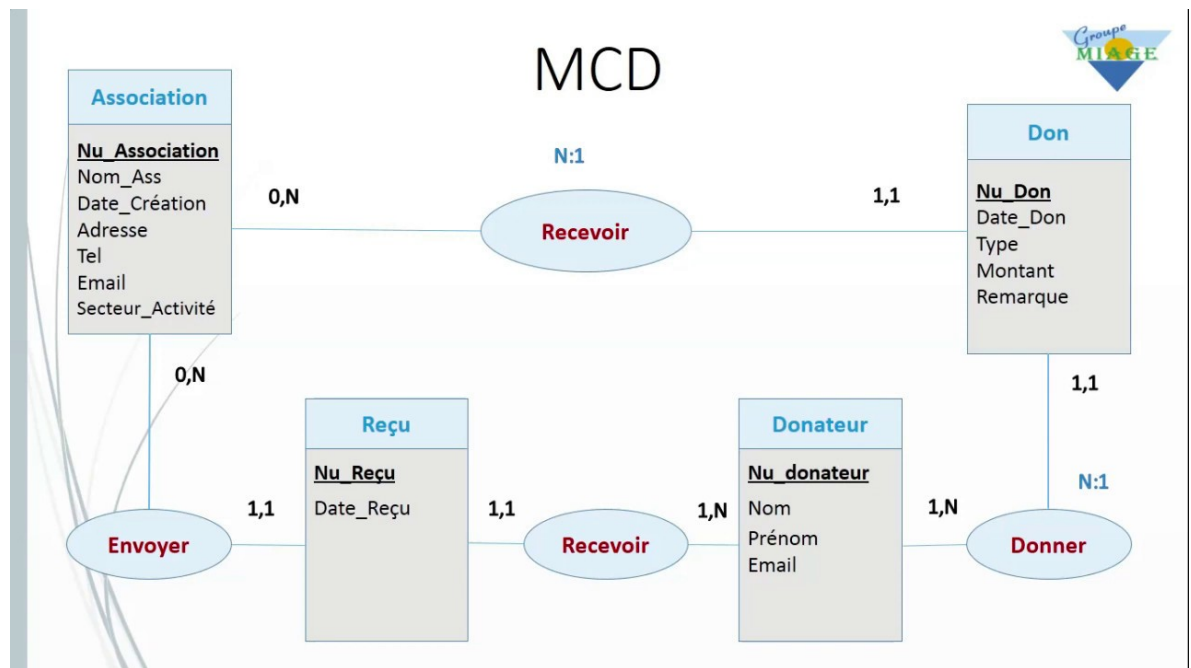 MCD
Groupe
MIAGE
Association
Nu_Association
Nom_Ass
Date_Création
Adresse
Tel
Email
Secteur_Activité
0,N
N:1
Recevoir
1,1
Don
Nu_Don
Date_Don
Type
Montant
Remarque
0,N
1,1
Envoyer
1,1
Reçu
Nu_Reçu
Date_Reçu
1,1
Recevoir
1,N
Donateur
Nu_donateur
Nom
Prénom
Email
1,N
N:1
Donner